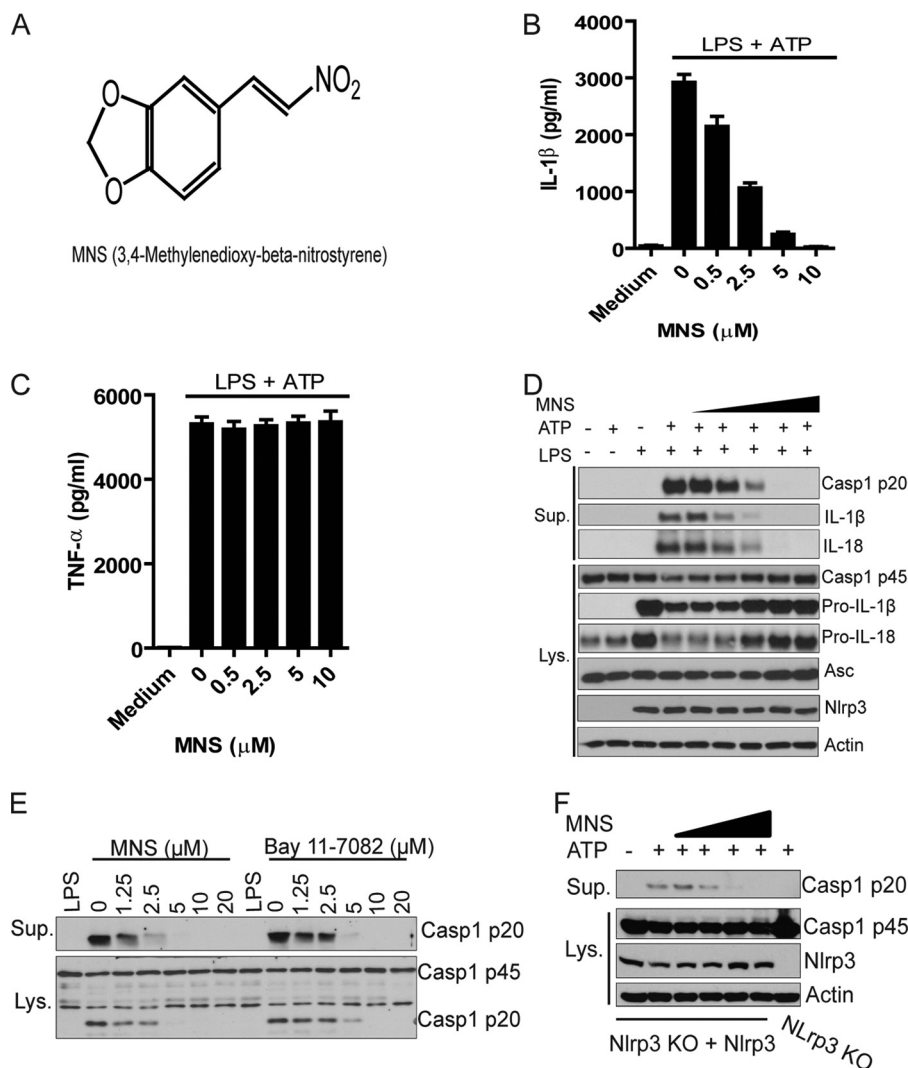 A
O
O
NO2
MNS (3,4-Methylenedioxy-beta-nitrostyrene)
B
LPS + ATP
IL-1β (pg/ml)
3000
2000
1000
0
Medium
0
0.5
2.5
5
10
MNS (μM)
C
LPS + ATP
TNF-α (pg/ml)
6000
4000
2000
0
Medium
0
0.5
2.5
5
10
MNS (μM)
D
MNS
ATP - + - + + + + + +
LPS - - + + + + + + +
Sup.
Casp1 p20
IL-1β
IL-18
Lys.
Casp1 p45
Pro-IL-1β
Pro-IL-18
Asc
Nlrp3
Actin
E
MNS (μM) Bay 11-7082 (μM)
LPS 0 1.25 2.5 5 10 20 LPS 0 1.25 2.5 5 10 20
Sup. Casp1 p20
Lys.
Casp1 p45
Casp1 p20
F
MNS
ATP - + + + + + +
Sup. Casp1 p20
Lys.
Casp1 p45
Nlrp3
Actin
Nlrp3 KO + Nlrp3
NLrp3 KO